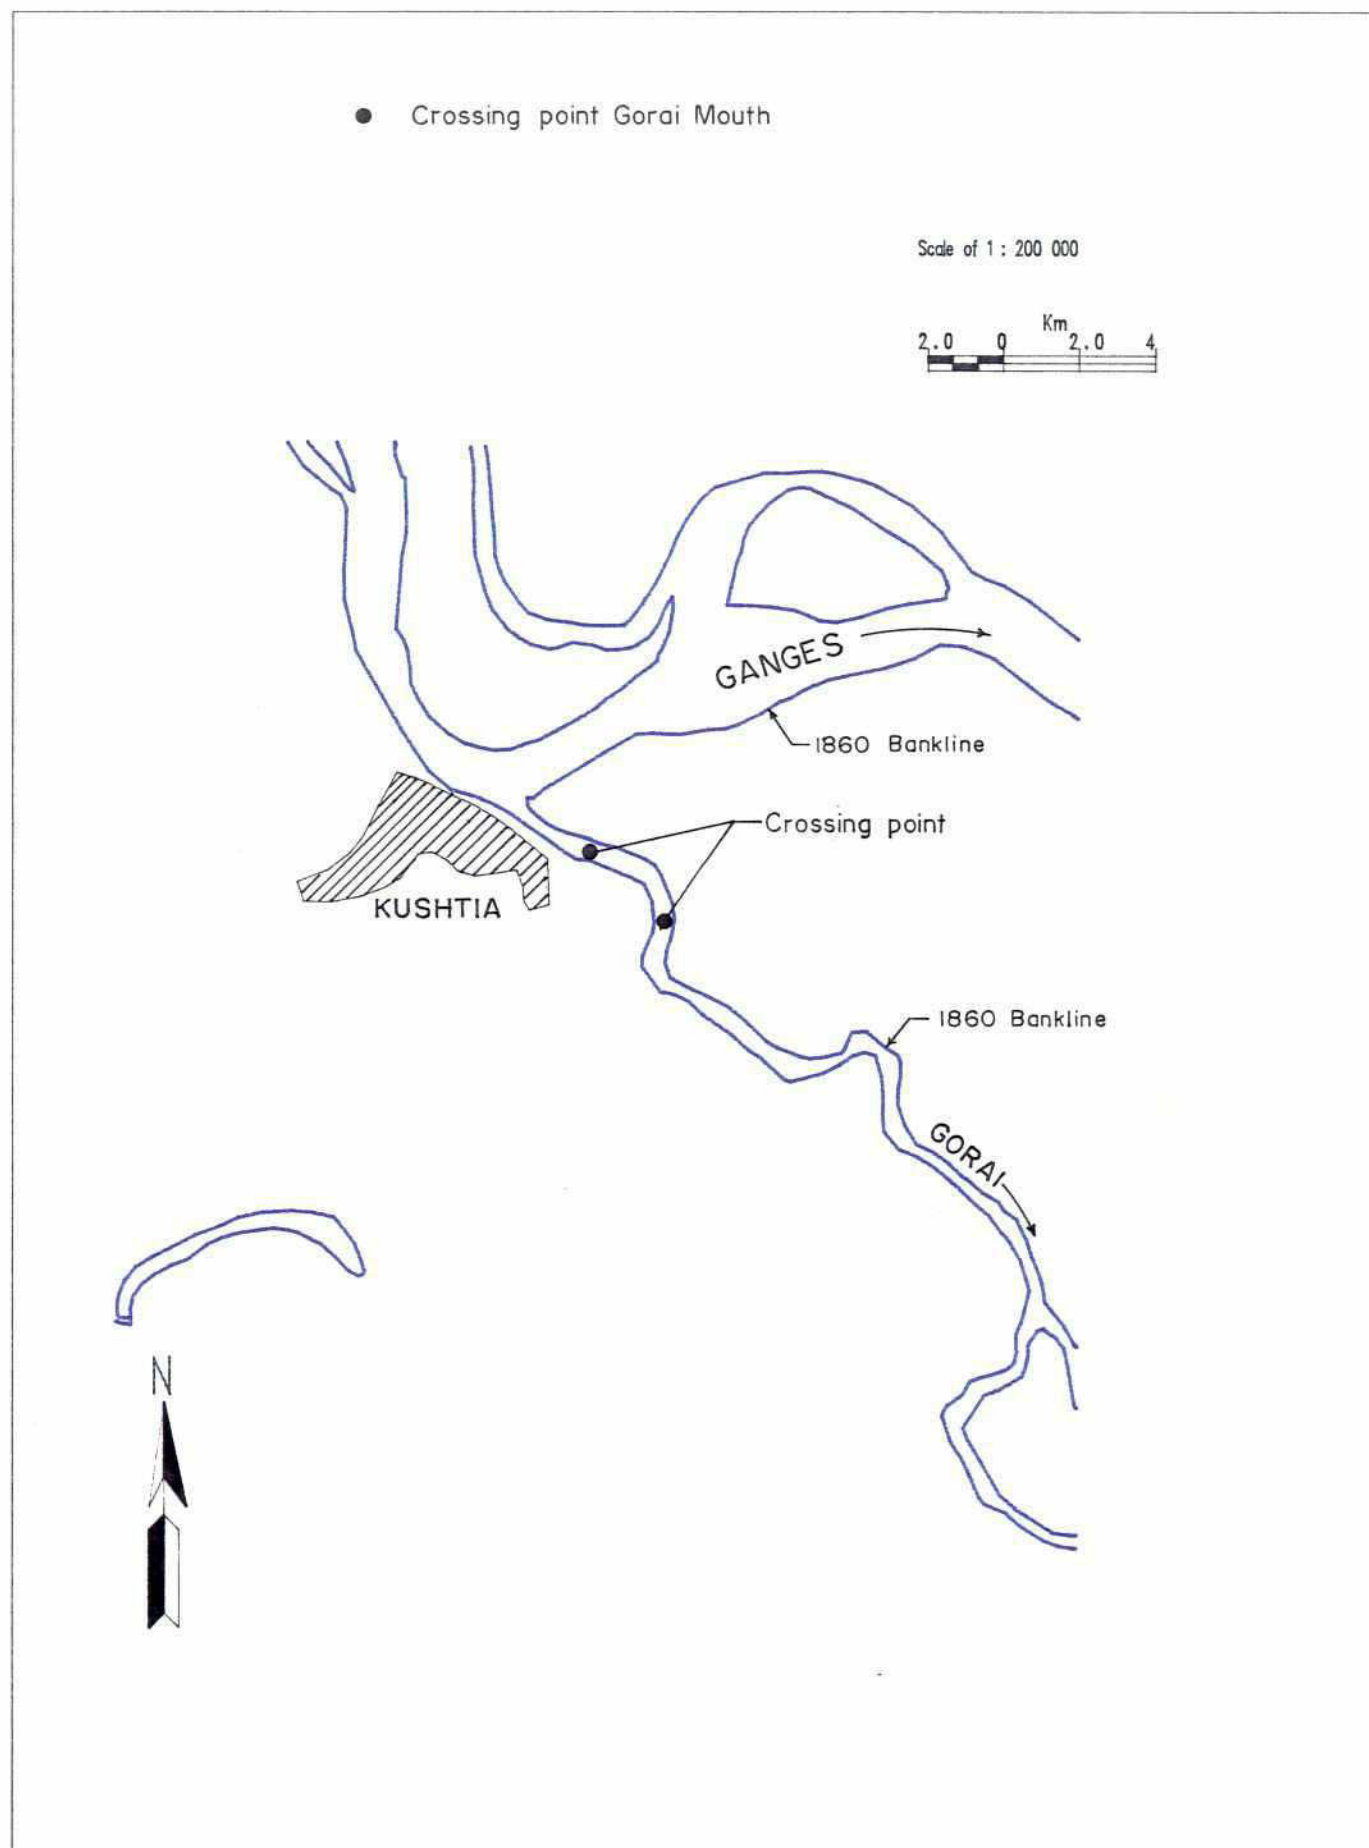 Crossing point Gorai Mouth
Scale of 1 : 200 000
Km
2.0 0 2.0 4
GANGES
1860 Bankline
Crossing point
KUSHTIA
1860 Bankline
GORAI
N